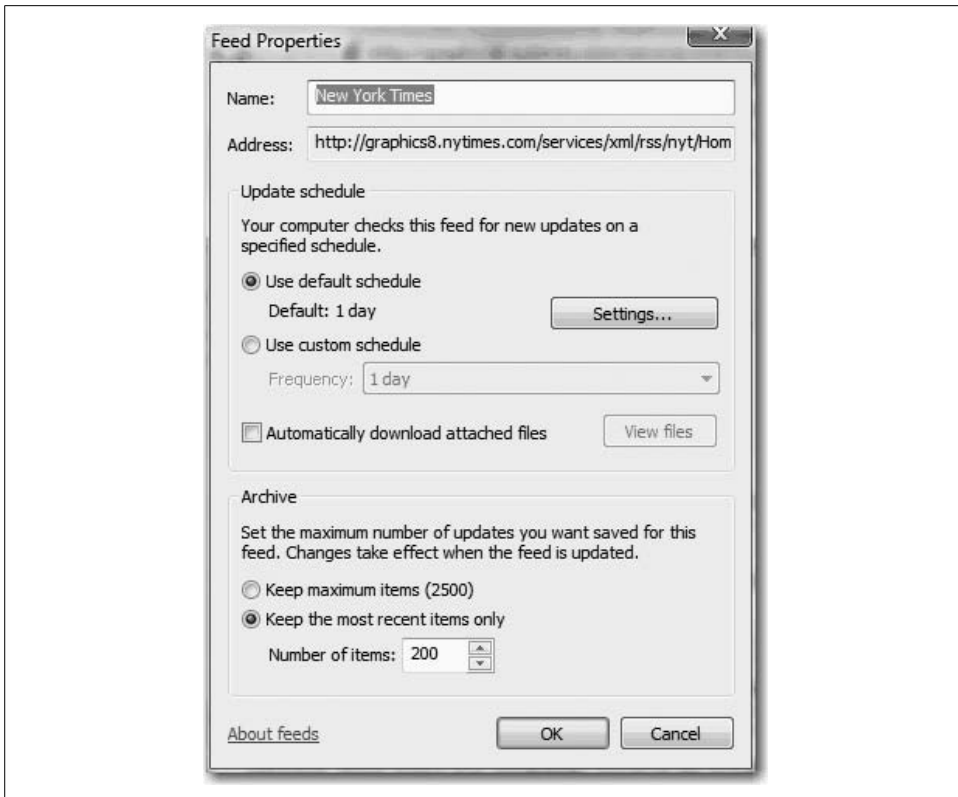 Feed Properties
Name: New York Times
Address: http://graphics8.nytimes.com/services/xml/rss/nyt/Hom
Update schedule
Your computer checks this feed for new updates on a
specified schedule.
Use default schedule
Default: 1 day
Settings...
Use custom schedule
Frequency: 1 day
Automatically download attached files
View files
Archive
Set the maximum number of updates you want saved for this
feed. Changes take effect when the feed is updated.
Keep maximum items (2500)
Keep the most recent items only
Number of items: 200
About feeds
OK
Cancel